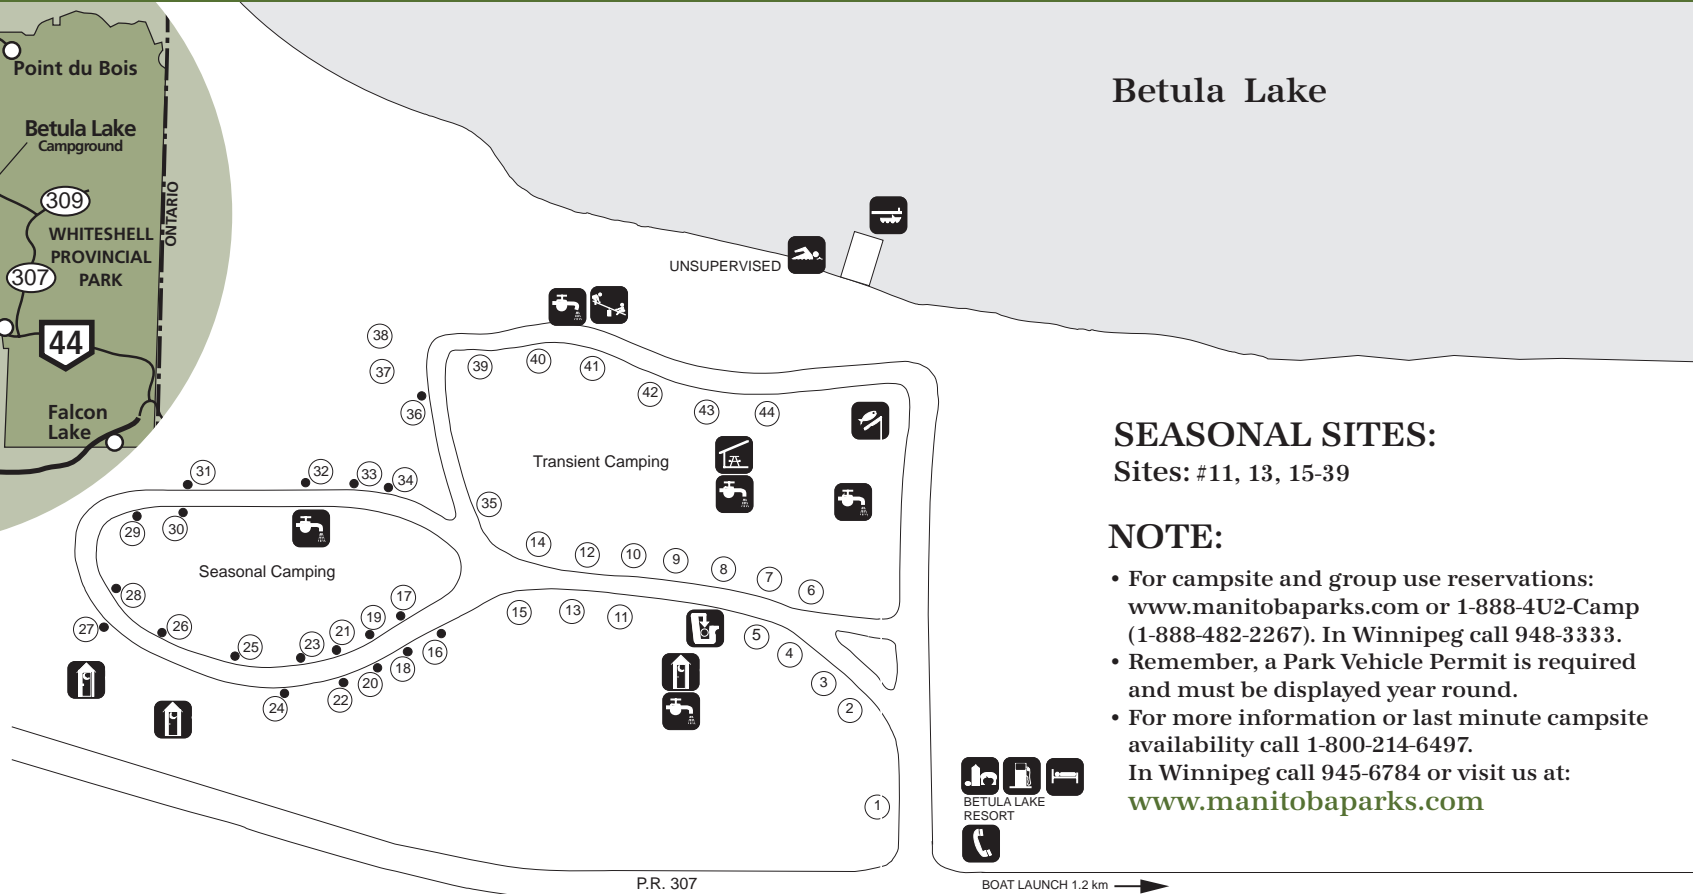 Point du Bois
Betula Lake
Campground
309
WHITESHELL
PROVINCIAL
PARK
307
44
Falcon
Lake
ONTARIO
Betula Lake
UNSUPERVISED
38
37
36
39
40
41
42
43
44
Transient Camping
31
32
33
34
35
29
30
Seasonal Camping
14
12
10
9
8
7
6
28
27
26
25
23
21
19
17
15
13
11
5
4
3
2
1
24
22
20
18
16
BETULA LAKE
RESORT
P.R. 307
BOAT LAUNCH 1.2 km
SEASONAL SITES:
Sites: #11, 13, 15-39
NOTE:
• For campsite and group use reservations:
www.manitobaparks.com or 1-888-4U2-Camp
(1-888-482-2267). In Winnipeg call 948-3333.
• Remember, a Park Vehicle Permit is required
and must be displayed year round.
• For more information or last minute campsite
availability call 1-800-214-6497.
In Winnipeg call 945-6784 or visit us at:
www.manitobaparks.com